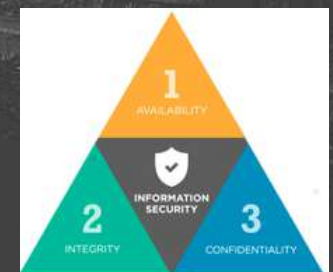 1
AVAILABILITY
INFORMATION
SECURITY
2
INTEGRITY
3
CONFIDENTIALITY